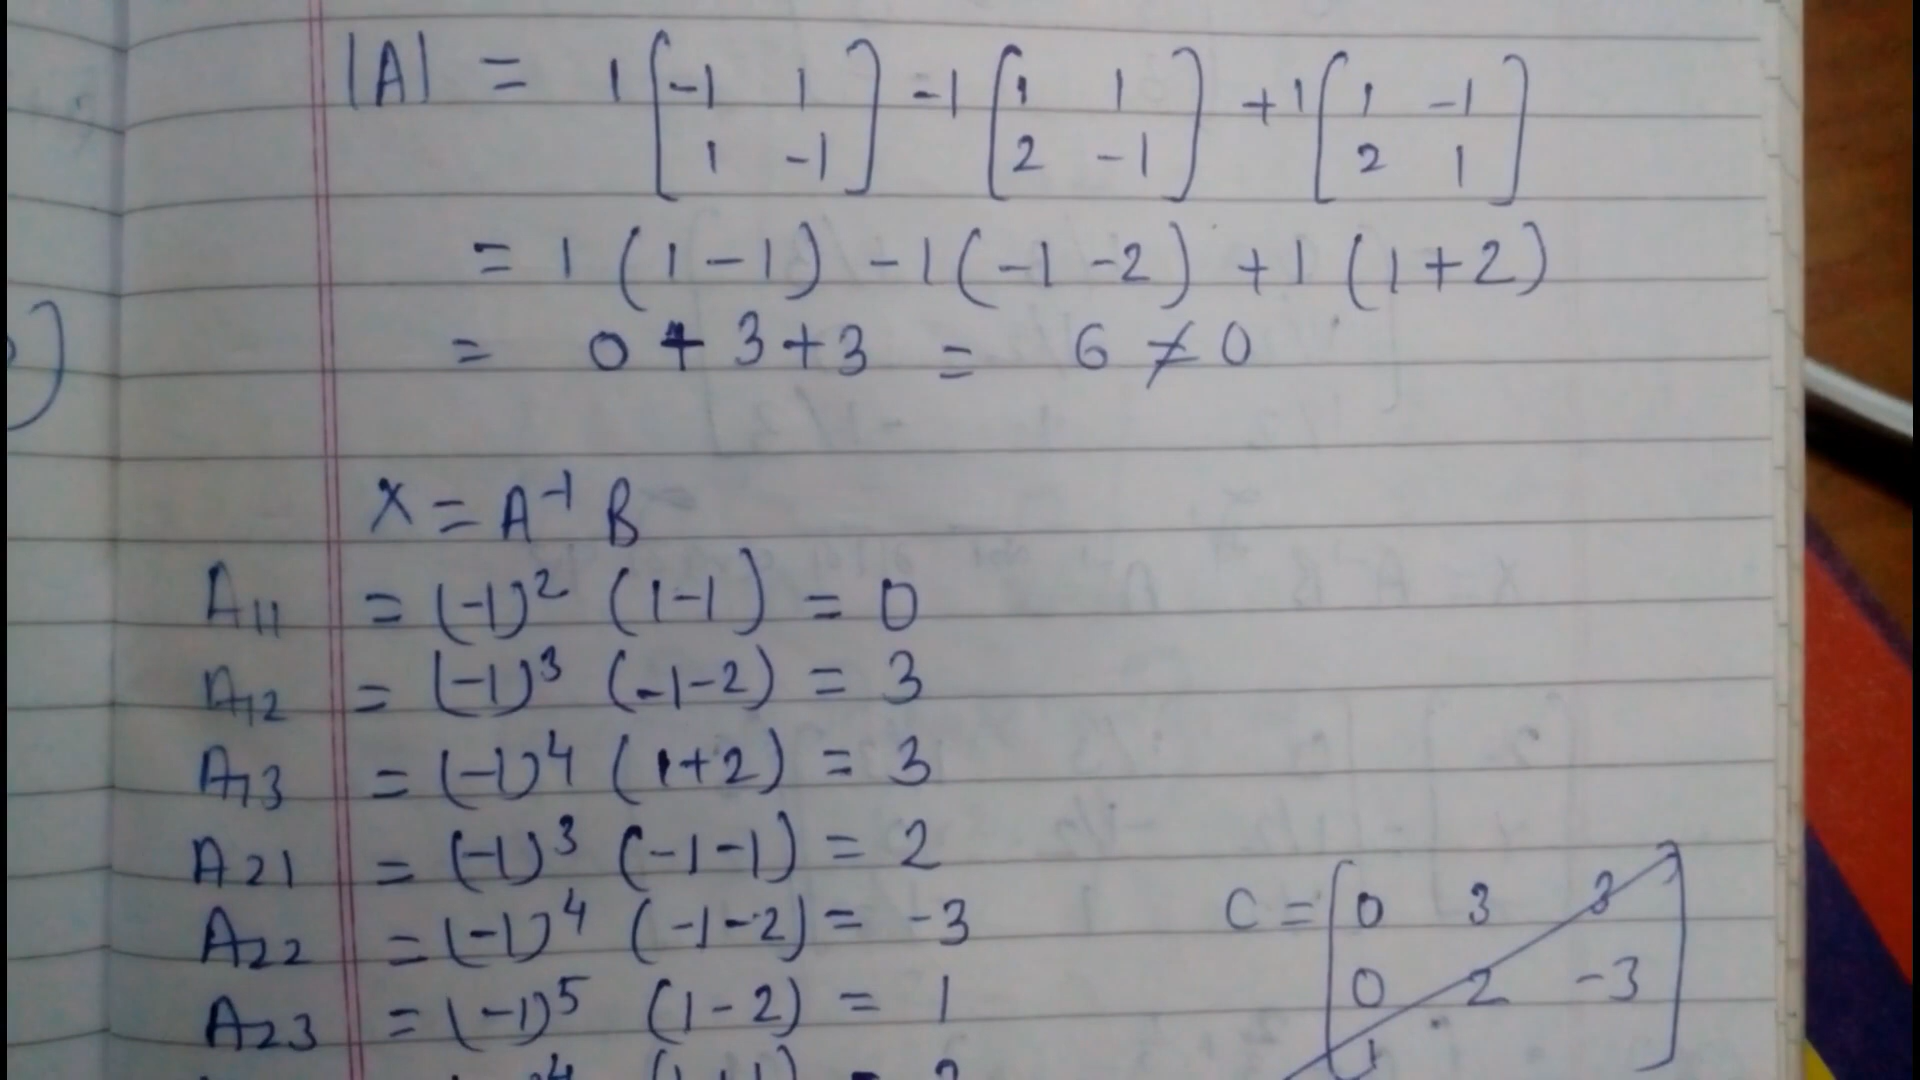 |A| = 1 [-1 1 -1 [1 1 +1 [1 -1
1 -1] 2 -1] 2 1]
= 1 (1-1) -1 (-1-2) +1 (1+2)
= 0 + 3+3 = 6 ≠ 0
X = A⁻¹ B
A11 = (-1)² (1-1) = 0
A12 = (-1)³ (-1-2) = 3
A13 = (-1)⁴ (1+2) = 3
A21 = (-1)³ (-1-1) = 2
A22 = (-1)⁴ (-1-2) = -3
A23 = (-1)⁵ (1-2) = 1
C = [0 3 3
0 2 -3]